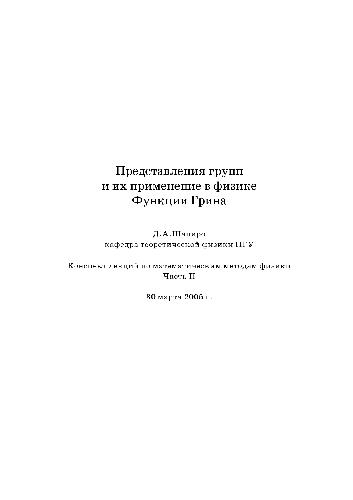 Представления групп
и их применение в физике
Функции Грина
Д.А.Шапиро
кафедра теоретической физики НГУ
Конспект лекций по математическим методам физики
Часть II
30 марта 2005 г.